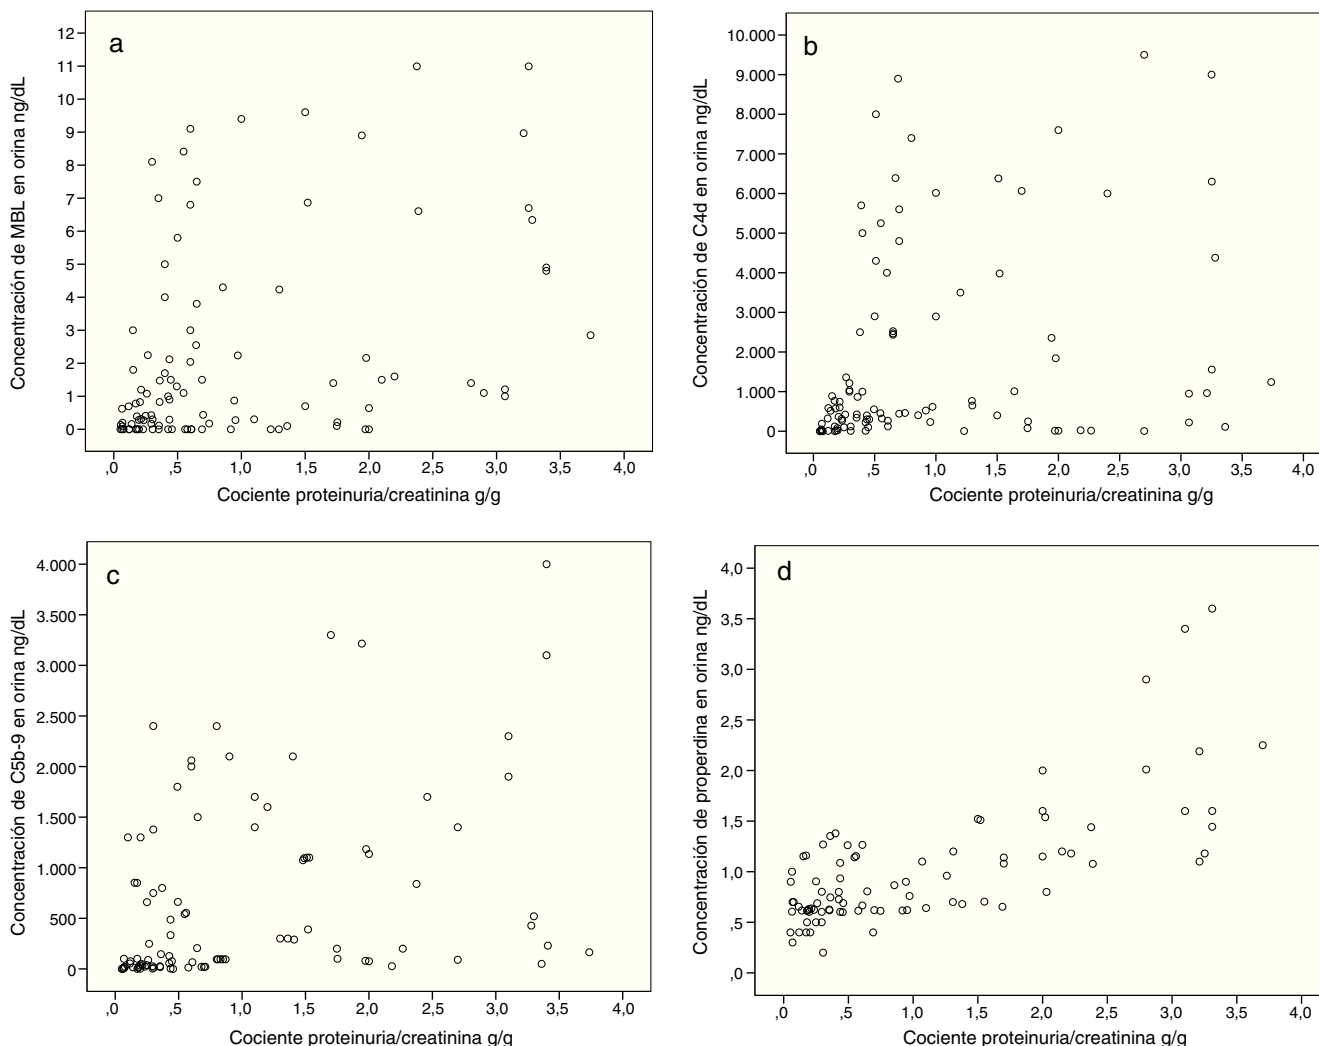 a
Concentración de MBL en orina ng/dL
12
11
10
9
8
7
6
5
4
3
2
1
0
,0 ,5 1,0 1,5 2,0 2,5 3,0 3,5 4,0
Cociente proteinuria/creatinina g/g
b
Concentración de C4d en orina ng/dL
10.000
9.000
8.000
7.000
6.000
5.000
4.000
3.000
2.000
1.000
0
,0 ,5 1,0 1,5 2,0 2,5 3,0 3,5 4,0
Cociente proteinuria/creatinina g/g
c
Concentración de C5b-9 en orina ng/dL
4.000
3.500
3.000
2.500
2.000
1.500
1.000
500
0
,0 ,5 1,0 1,5 2,0 2,5 3,0 3,5 4,0
Cociente proteinuria/creatinina g/g
d
Concentración de properdina en orina ng/dL
4,0
3,5
3,0
2,5
2,0
1,5
1,0
,5
,0
,0 ,5 1,0 1,5 2,0 2,5 3,0 3,5 4,0
Cociente proteinuria/creatinina g/g